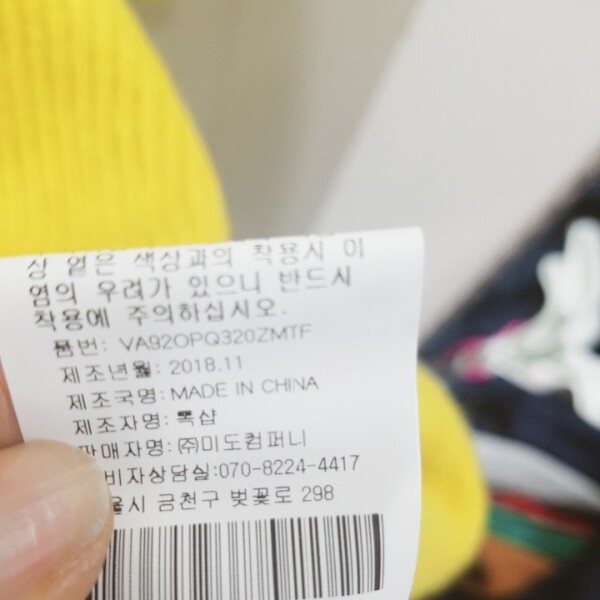 상 옅은 색상과의 착용시 이
염의 우려가 있으니 반드시
착용에 주의하십시오.
품번: VA92OPQ320ZMTF
제조년월: 2018.11
제조국명: MADE IN CHINA
제조자명: 톡샵
판매자명: ㈜미도컴퍼니
비자상담실:070-8224-4417
울시 금천구 벚꽃로 298